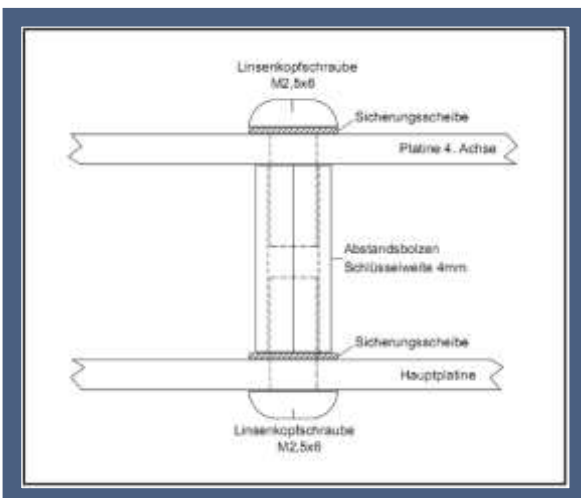 Linsenkopfschraube
M2,5x6
Sicherungsscheibe
Platine 4. Achse
Abstandsbolzen
Schlüsselweite 4mm
Sicherungsscheibe
Hauptplatine
Linsenkopfschraube
M2,5x6